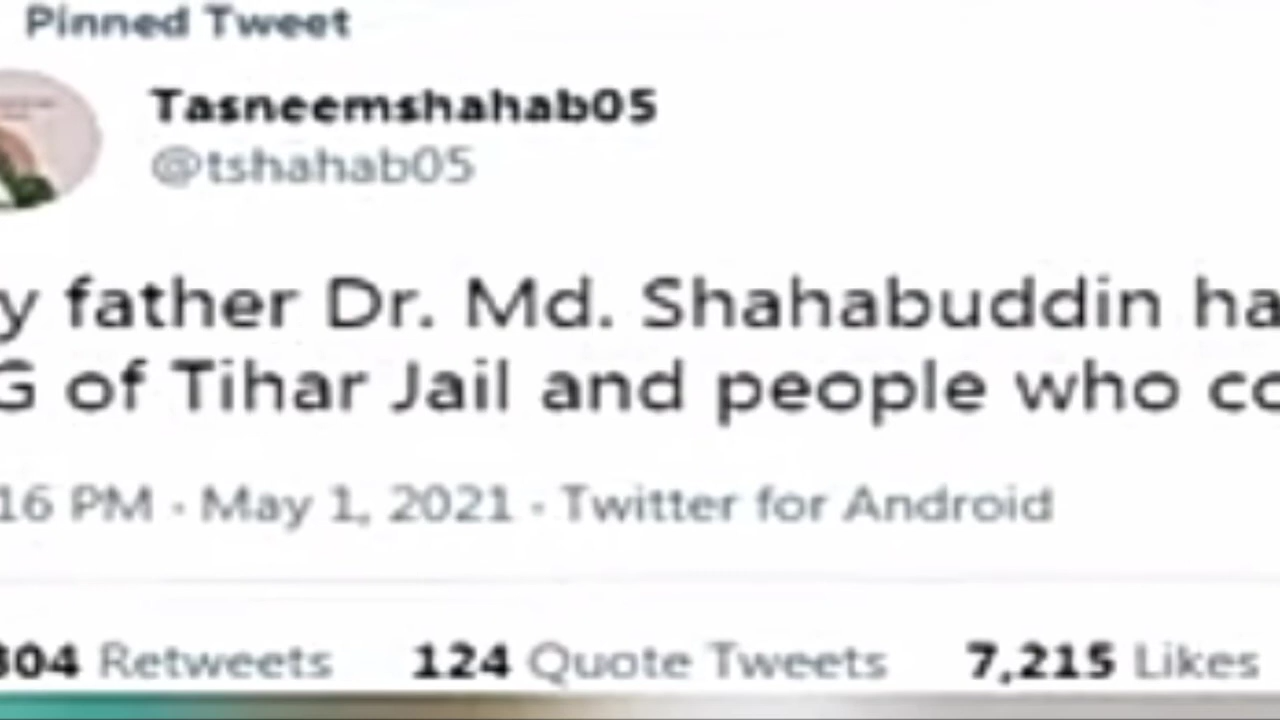 Pinned Tweet
Tasneemshahab05
@tshahab05
y father Dr. Md. Shahabuddin ha
G of Tihar Jail and people who co
16 PM · May 1, 2021 · Twitter for Android
304 Retweets 124 Quote Tweets 7,215 Likes